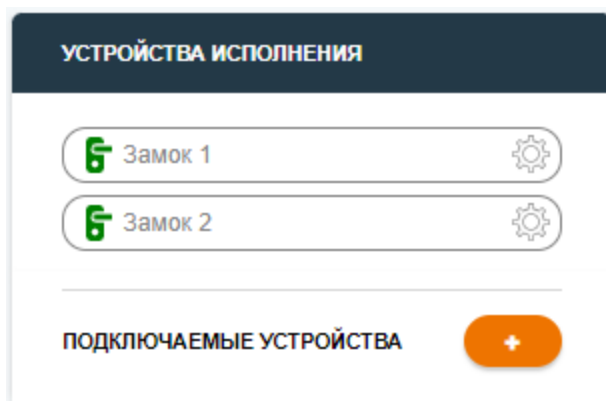 УСТРОЙСТВА ИСПОЛНЕНИЯ
Замок 1
Замок 2
ПОДКЛЮЧАЕМЫЕ УСТРОЙСТВА
+